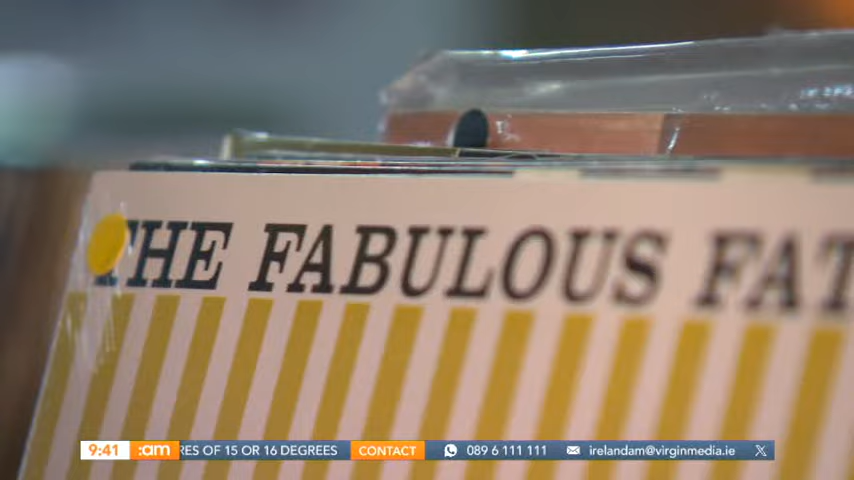 THE FABULOUS FAT
9:41 :am RES OF 15 OR 16 DEGREES CONTACT 089 6 111 111 irelandam@virginmedia.ie X